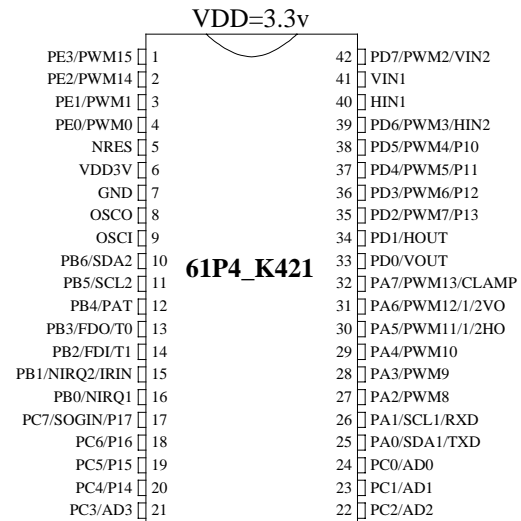 VDD=3.3v
PE3/PWM15 1 42 PD7/PWM2/VIN2
PE2/PWM14 2 41 VIN1
PE1/PWM1 3 40 HIN1
PE0/PWM0 4 39 PD6/PWM3/HIN2
NRES 5 38 PD5/PWM4/P10
VDD3V 6 37 PD4/PWM5/P11
GND 7 36 PD3/PWM6/P12
OSCO 8 35 PD2/PWM7/P13
OSCI 9 34 PD1/HOUT
PB6/SDA2 10 61P4_K421 33 PD0/VOUT
PB5/SCL2 11 32 PA7/PWM13/CLAMP
PB4/PAT 12 31 PA6/PWM12/1/2VO
PB3/FDO/T0 13 30 PA5/PWM11/1/2HO
PB2/FDI/T1 14 29 PA4/PWM10
PB1/NIRQ2/IRIN 15 28 PA3/PWM9
PB0/NIRQ1 16 27 PA2/PWM8
PC7/SOGIN/P17 17 26 PA1/SCL1/RXD
PC6/P16 18 25 PA0/SDA1/TXD
PC5/P15 19 24 PC0/AD0
PC4/P14 20 23 PC1/AD1
PC3/AD3 21 22 PC2/AD2